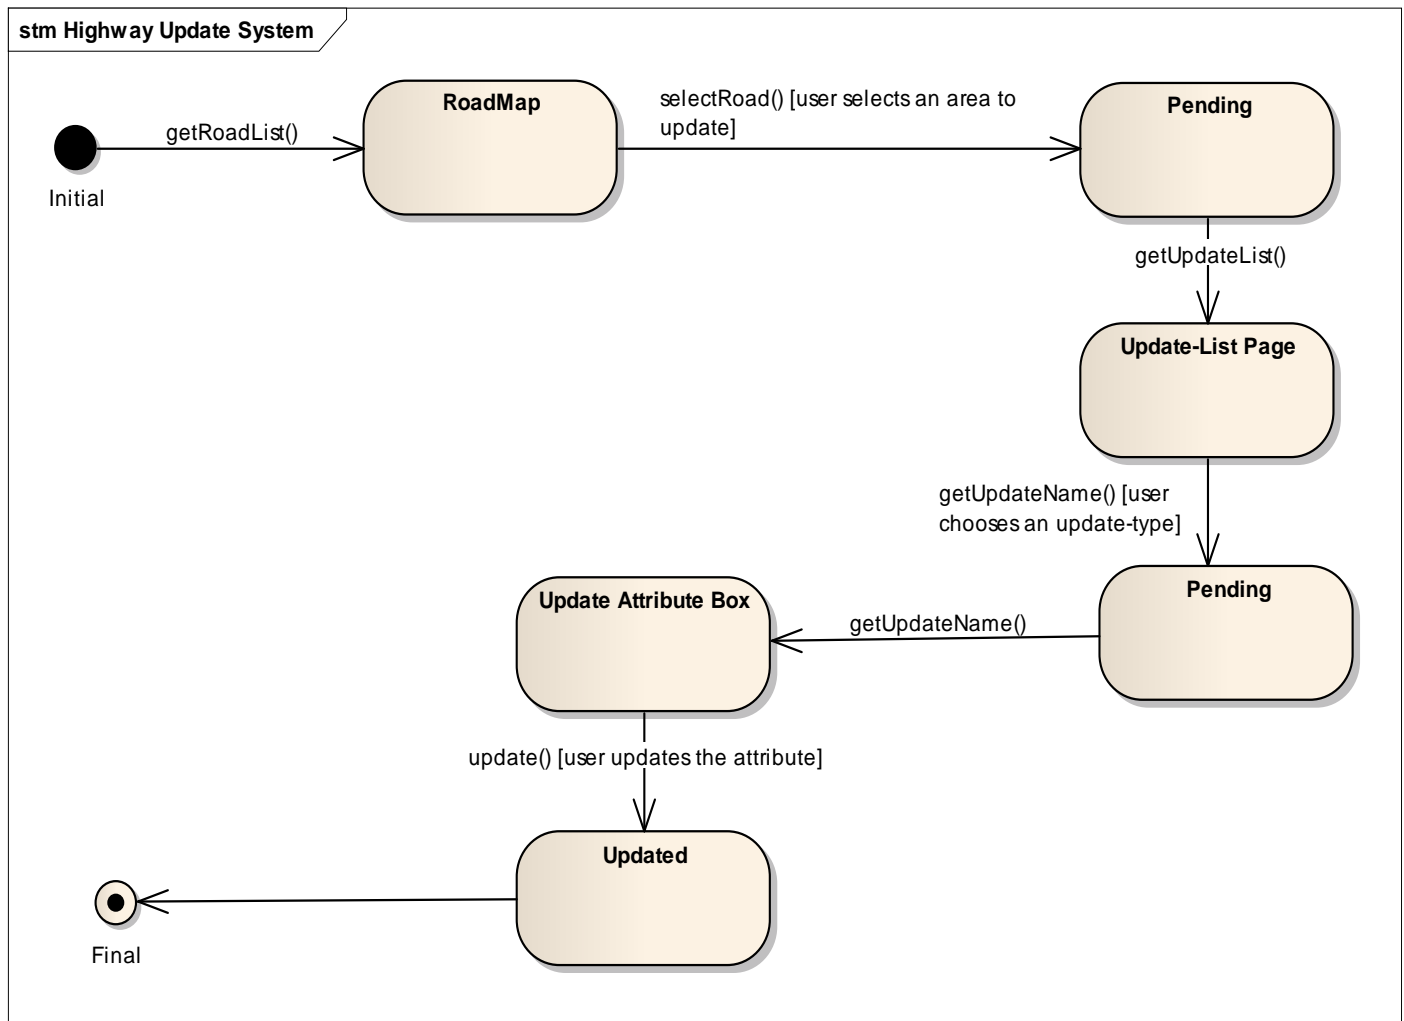 stm Highway Update System
RoadMap
selectRoad() [user selects an area to
update]
Pending
getRoadList()
Initial
getUpdateList()
Update-List Page
getUpdateName() [user
chooses an update-type]
Pending
Update Attribute Box
getUpdateName()
update() [user updates the attribute]
Updated
Final